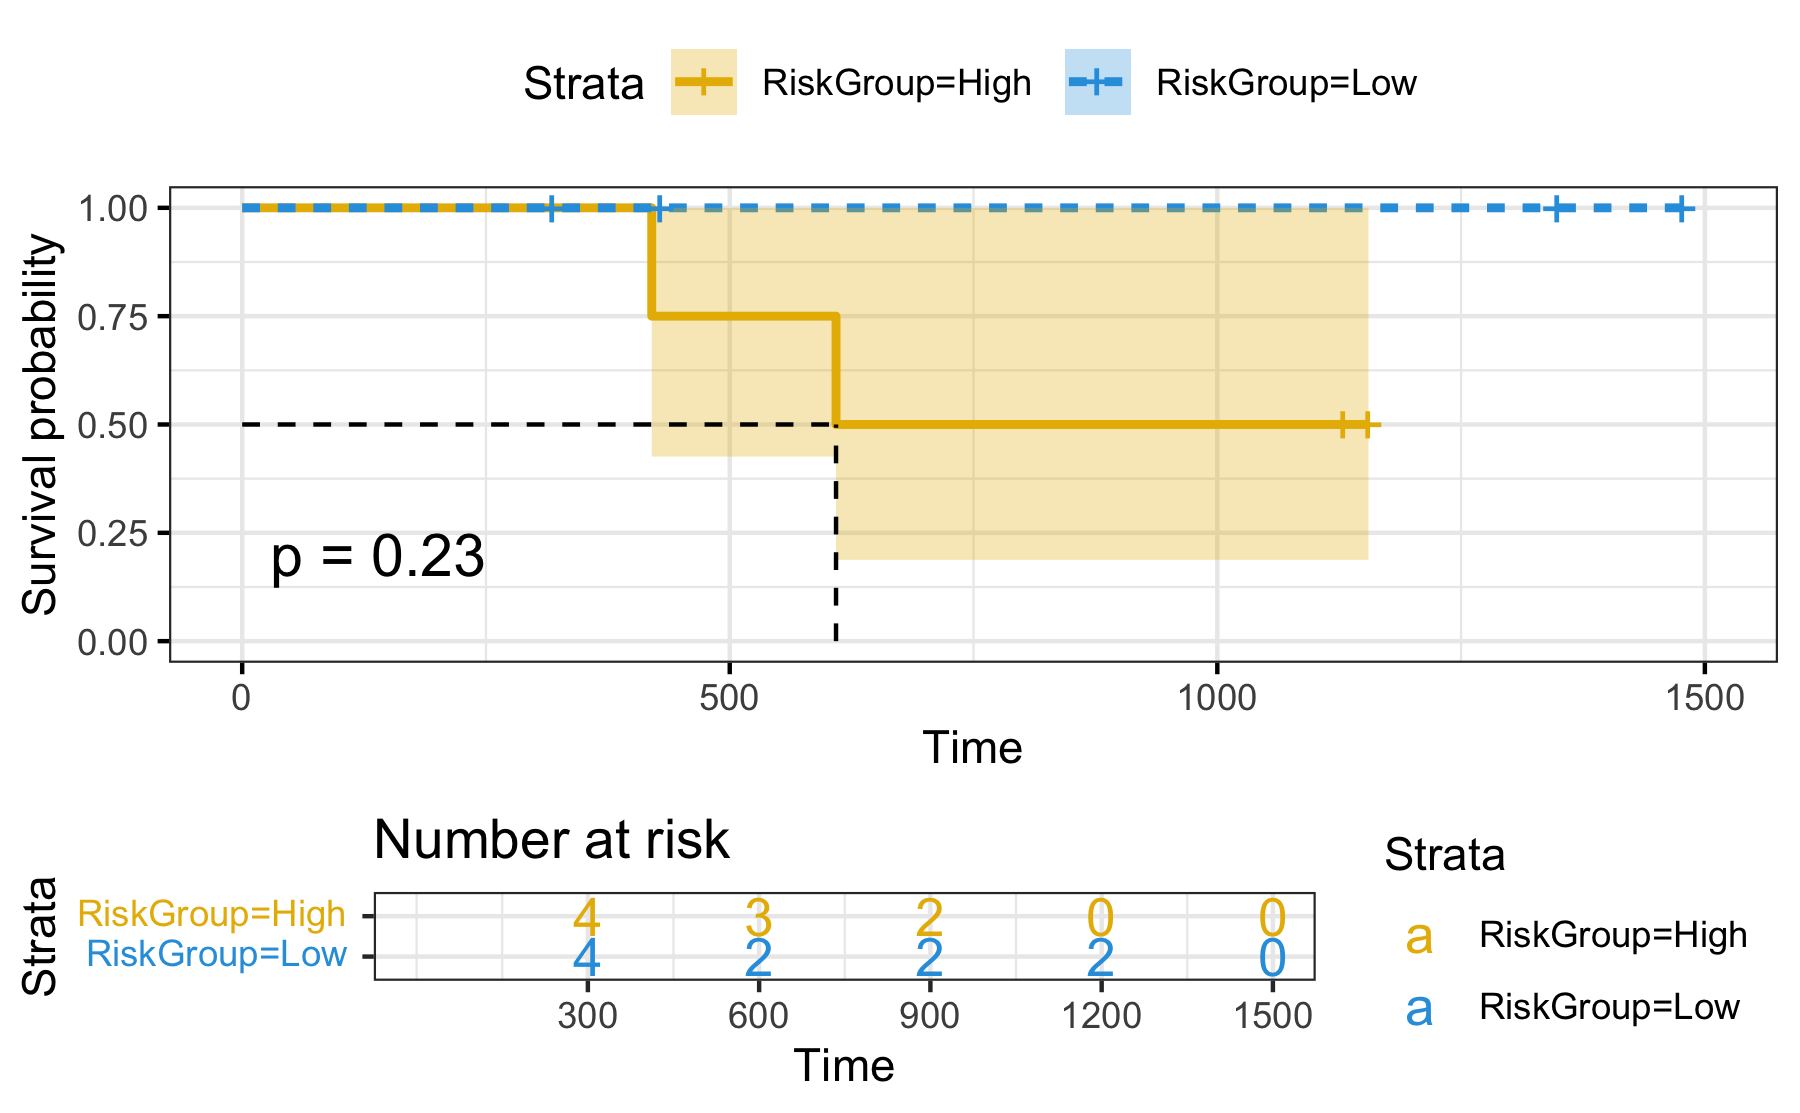 Strata RiskGroup=High RiskGroup=Low
Survival probability
1.00
0.75
0.50
0.25
0.00
p = 0.23
0 500 1000 1500
Time
Number at risk
Strata
RiskGroup=High 4 3 2 0 0
RiskGroup=Low 4 2 2 2 0
300 600 900 1200 1500
Time
Strata
a RiskGroup=High
a RiskGroup=Low